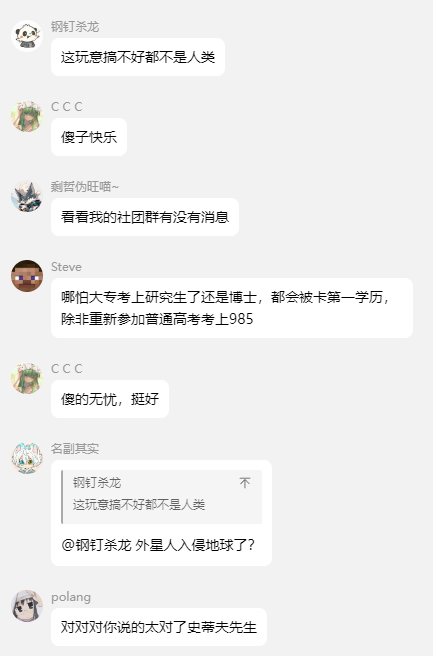 钢钉杀龙
这玩意搞不好都不是人类
C C C
傻子快乐
剩哲伪旺喵~
看看我的社团群有没有消息
Steve
哪怕大专考上研究生了还是博士，都会被卡第一学历，
除非重新参加普通高考考上985
C C C
傻的无忧，挺好
名副其实
钢钉杀龙
这玩意搞不好都不是人类
@钢钉杀龙 外星人入侵地球了？
polang
对对对你说的太对了史蒂夫先生